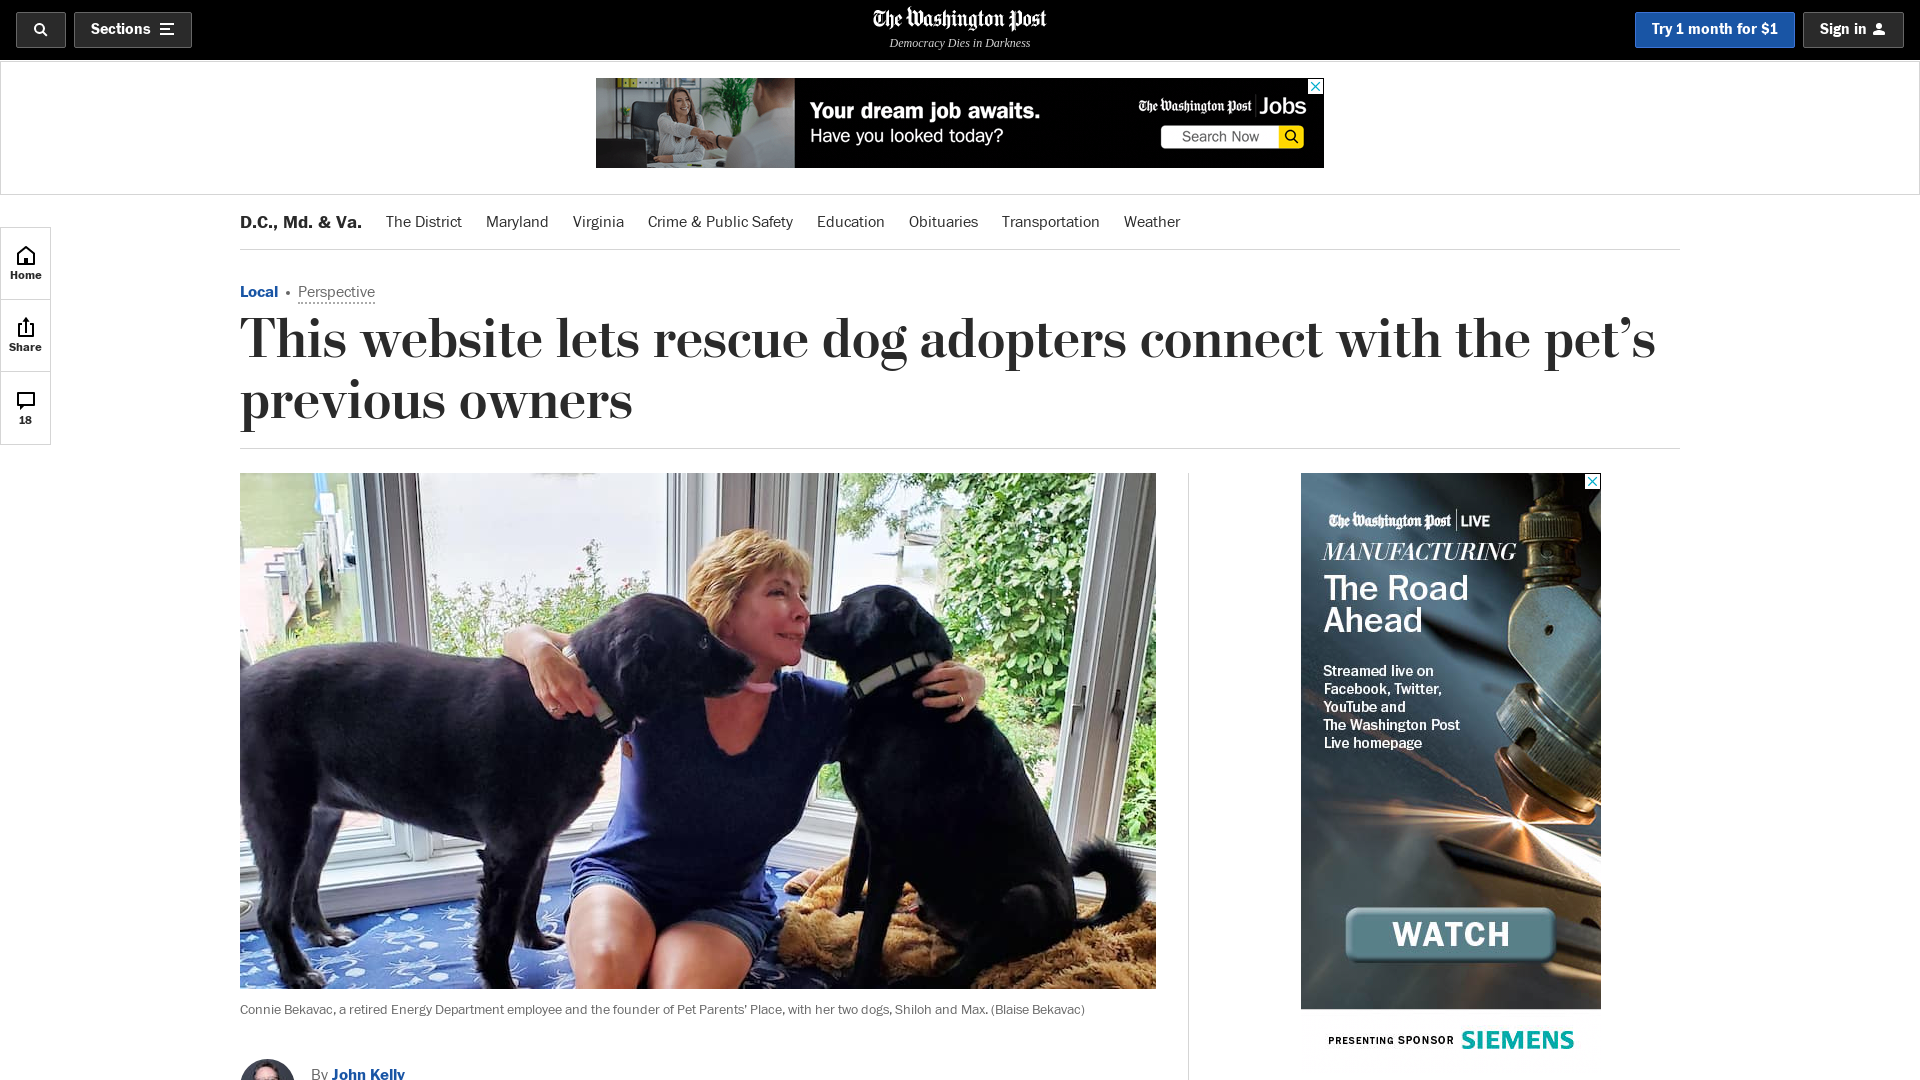 Sections
The Washington Post
Democracy Dies in Darkness
Try 1 month for $1
Sign in
Your dream job awaits.
Have you looked today?
The Washington Post Jobs
Search Now
D.C., Md. & Va. The District Maryland Virginia Crime & Public Safety Education Obituaries Transportation Weather
Home
Share
18
Local • Perspective
This website lets rescue dog adopters connect with the pet’s
previous owners
Connie Bekavac, a retired Energy Department employee and the founder of Pet Parents’ Place, with her two dogs, Shiloh and Max. (Blaise Bekavac)
By John Kelly
The Washington Post LIVE
MANUFACTURING
The Road
Ahead
Streamed live on
Facebook, Twitter,
YouTube and
The Washington Post
Live homepage
WATCH
PRESENTING SPONSOR SIEMENS